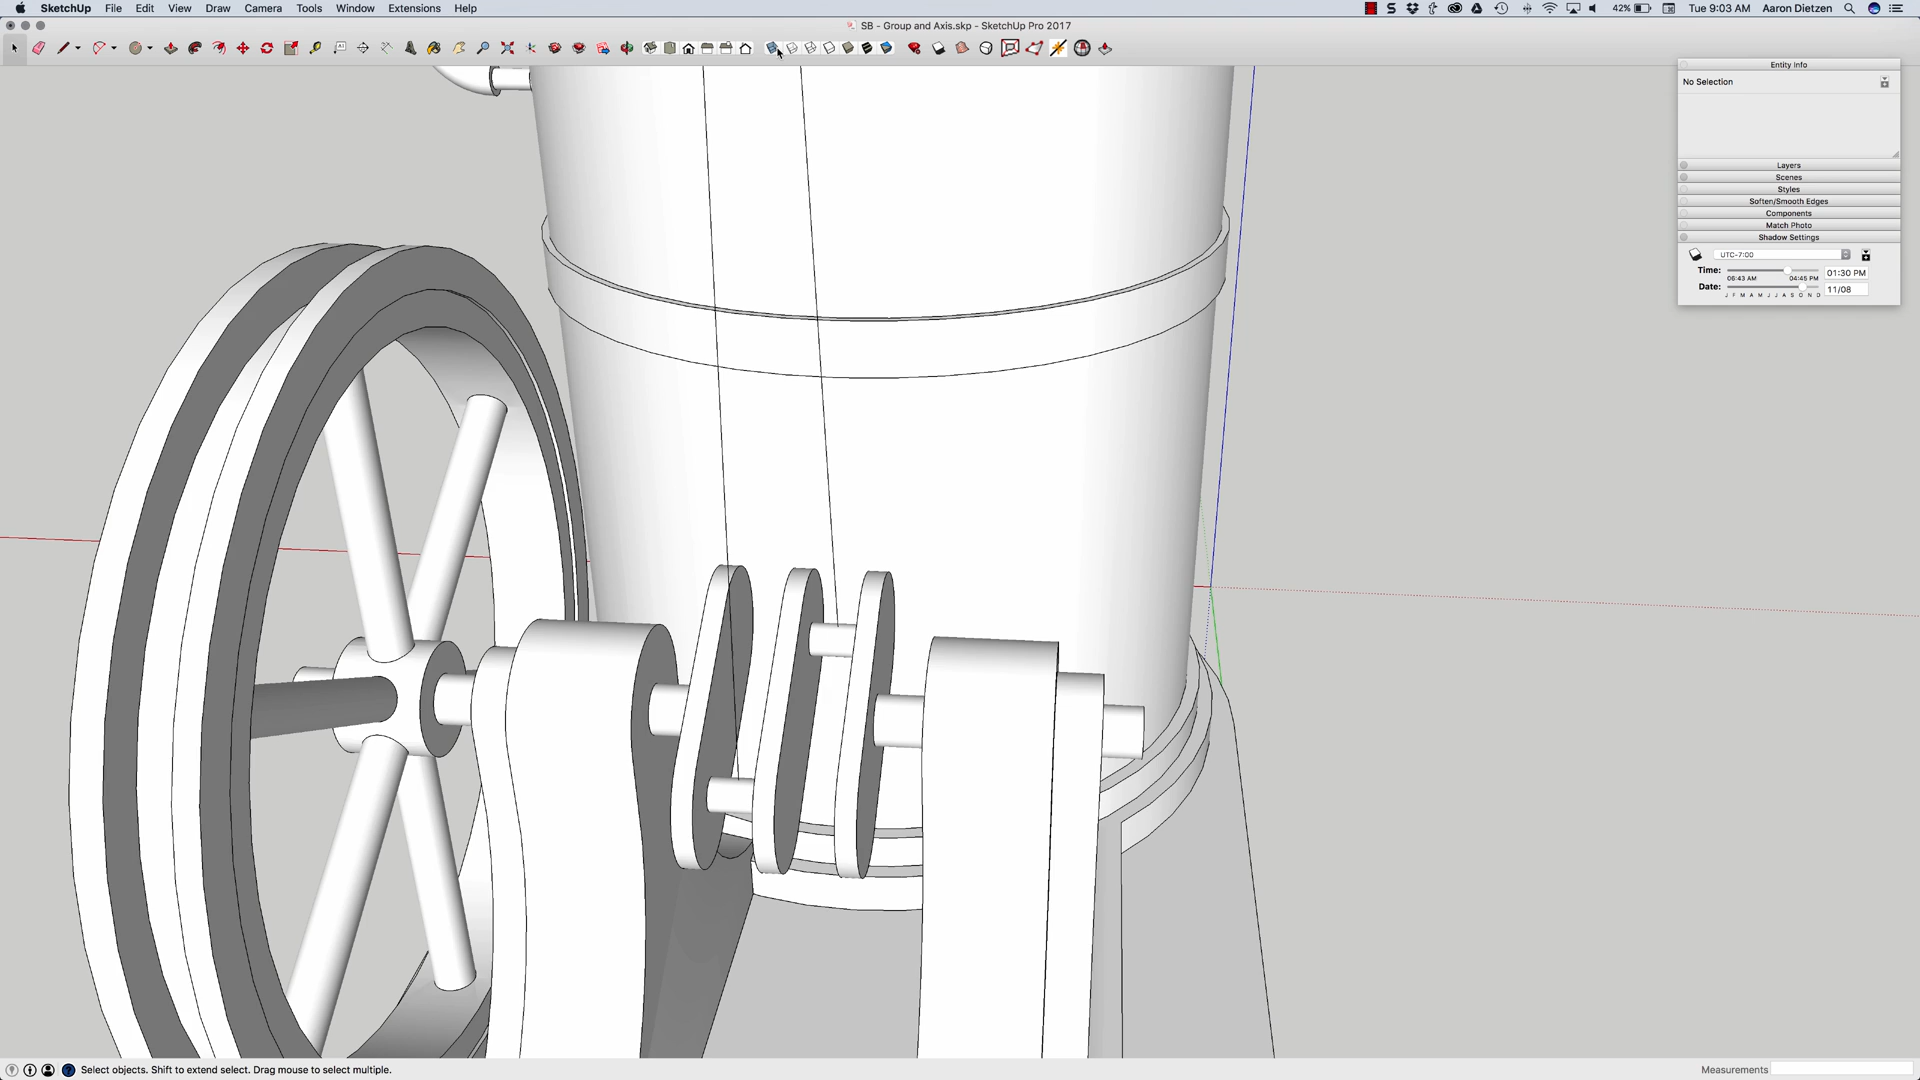 SketchUp File Edit View Draw Camera Tools Window Extensions Help 42% Tue 9:03 AM Aaron Dietzen
SB - Group and Axis.skp - SketchUp Pro 2017
Entity Info
No Selection
Layers
Scenes
Styles
Soften/Smooth Edges
Components
Match Photo
Shadow Settings
UTC-7:00
Time: 06:43 AM 04:45 PM 01:30 PM
Date: J F M A M J J A S O N D 11/08
Select objects. Shift to extend select. Drag mouse to select multiple. Measurements